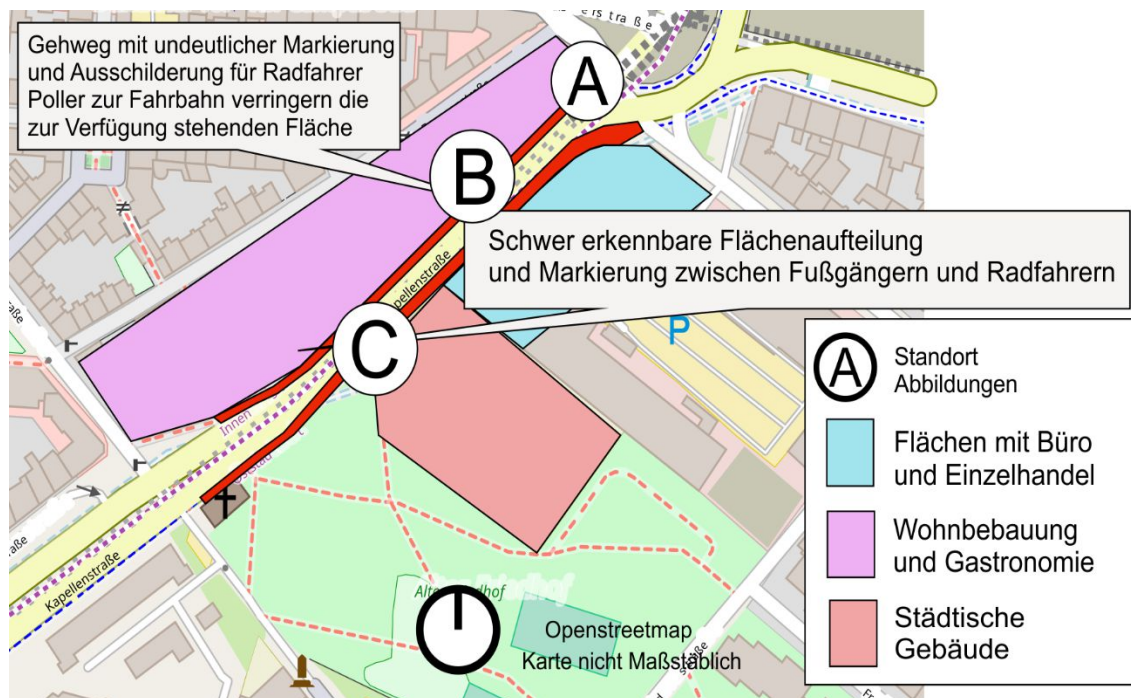 Gehweg mit undeutlicher Markierung
und Ausschilderung für Radfahrer
Poller zur Fahrbahn verringern die
zur Verfügung stehenden Fläche
A
B
Schwer erkennbare Flächenaufteilung
und Markierung zwischen Fußgängern und Radfahrern
pellenstraße
C
P
Innen
Kapellenstraße
Openstreetmap
Karte nicht Maßstäblich
A
Standort
Abbildungen
Flächen mit Büro
und Einzelhandel
Wohnbebauung
und Gastronomie
Städtische
Gebäude